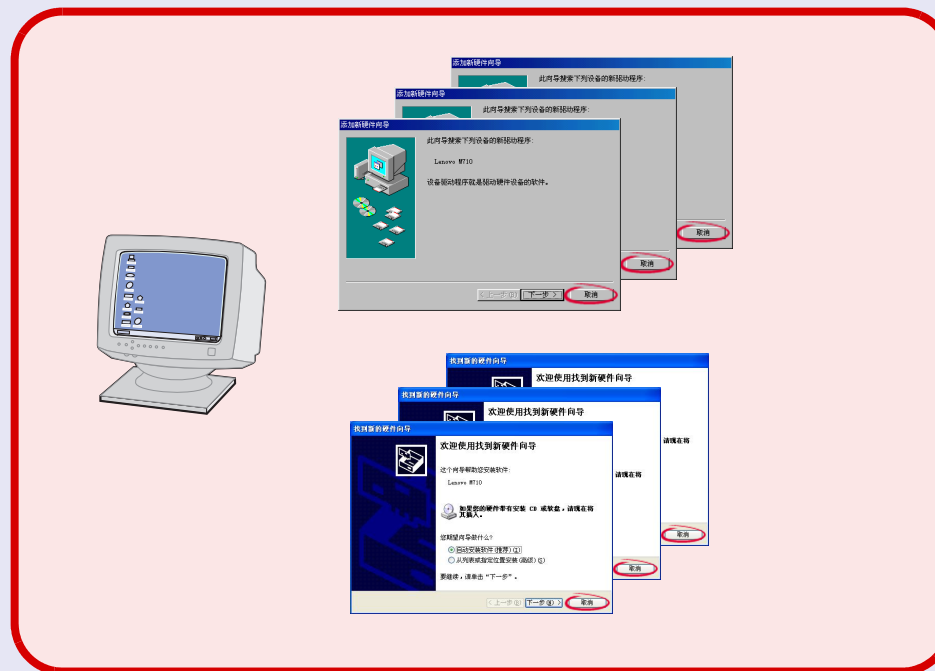 添加新硬件向导
此向导搜索下列设备的新驱动程序:
取消
添加新硬件向导
此向导搜索下列设备的新驱动程序:
取消
添加新硬件向导
此向导搜索下列设备的新驱动程序:
Lenovo M710
设备驱动程序就是驱动硬件设备的软件。
<上一步(B) 下一步 > 取消
找到新的硬件向导
欢迎使用找到新硬件向导
请现在将
取消
找到新的硬件向导
欢迎使用找到新硬件向导
请现在将
取消
找到新的硬件向导
欢迎使用找到新硬件向导
这个向导帮助您安装软件:
Lenovo M710
如果您的硬件带有安装 CD 或软盘，请现在将
其插入。
您期望向导做什么?
自动安装软件(推荐)(I)
从列表或指定位置安装(高级)(S)
要继续，请单击“下一步”。
<上一步(B) 下一步(N) > 取消